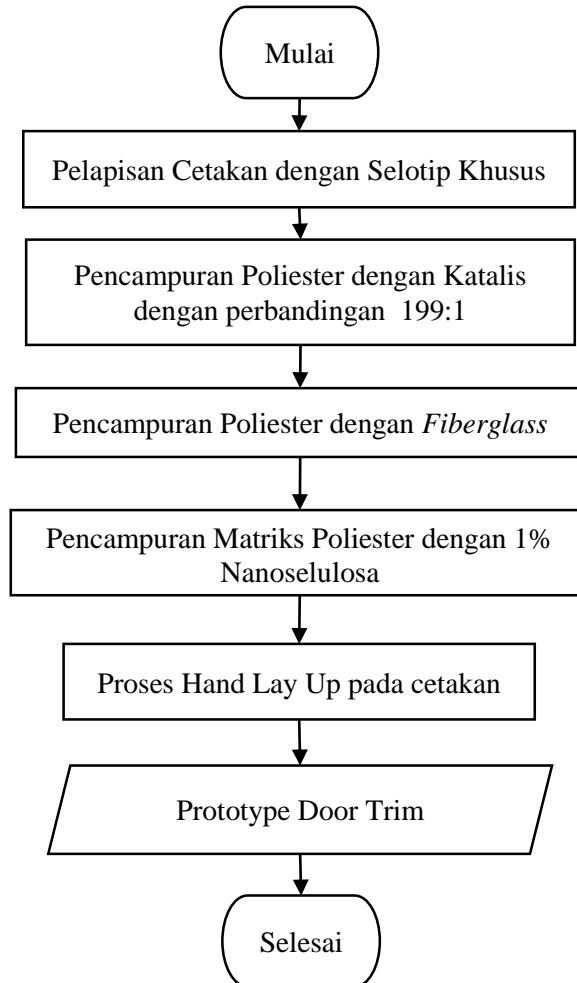 Mulai
Pelapisan Cetakan dengan Selotip Khusus
Pencampuran Poliester dengan Katalis
dengan perbandingan  199:1
Pencampuran Poliester dengan Fiberglass
Pencampuran Matriks Poliester dengan 1%
Nanoselulosa
Proses Hand Lay Up pada cetakan
Prototype Door Trim
Selesai